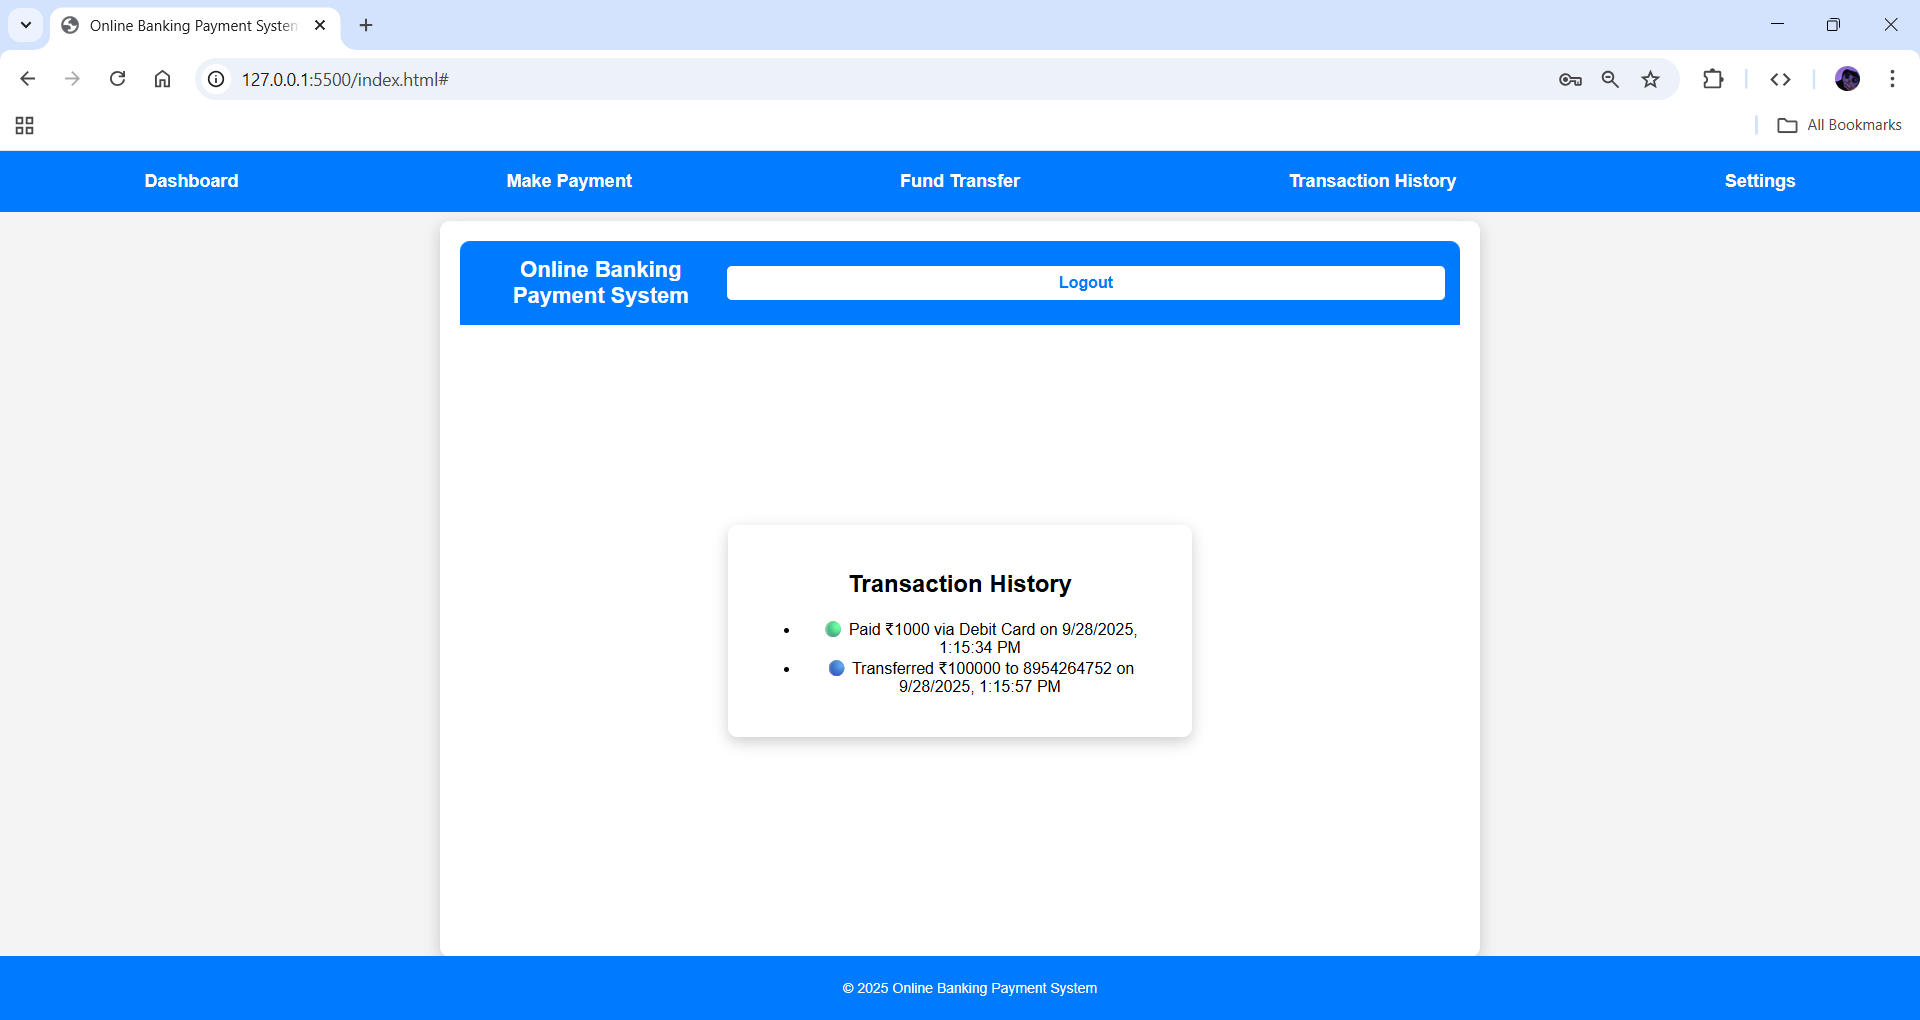 Online Banking Payment System
127.0.0.1:5500/index.html#
All Bookmarks
Dashboard
Make Payment
Fund Transfer
Transaction History
Settings
Online Banking
Payment System
Logout
Transaction History
• Paid ₹1000 via Debit Card on 9/28/2025,
1:15:34 PM
• Transferred ₹100000 to 8954264752 on
9/28/2025, 1:15:57 PM
© 2025 Online Banking Payment System